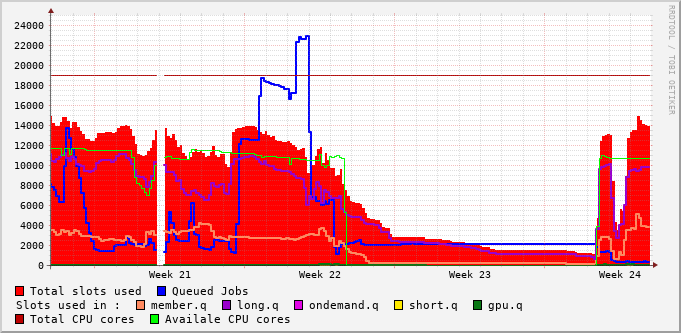 24000
22000
20000
18000
16000
14000
12000
10000
8000
6000
4000
2000
0
Week 21 Week 22 Week 23 Week 24
RRDTOOL / TOBI OETIKER
Total slots used Queued Jobs
Slots used in : member.q long.q ondemand.q short.q gpu.q
Total CPU cores Availale CPU cores